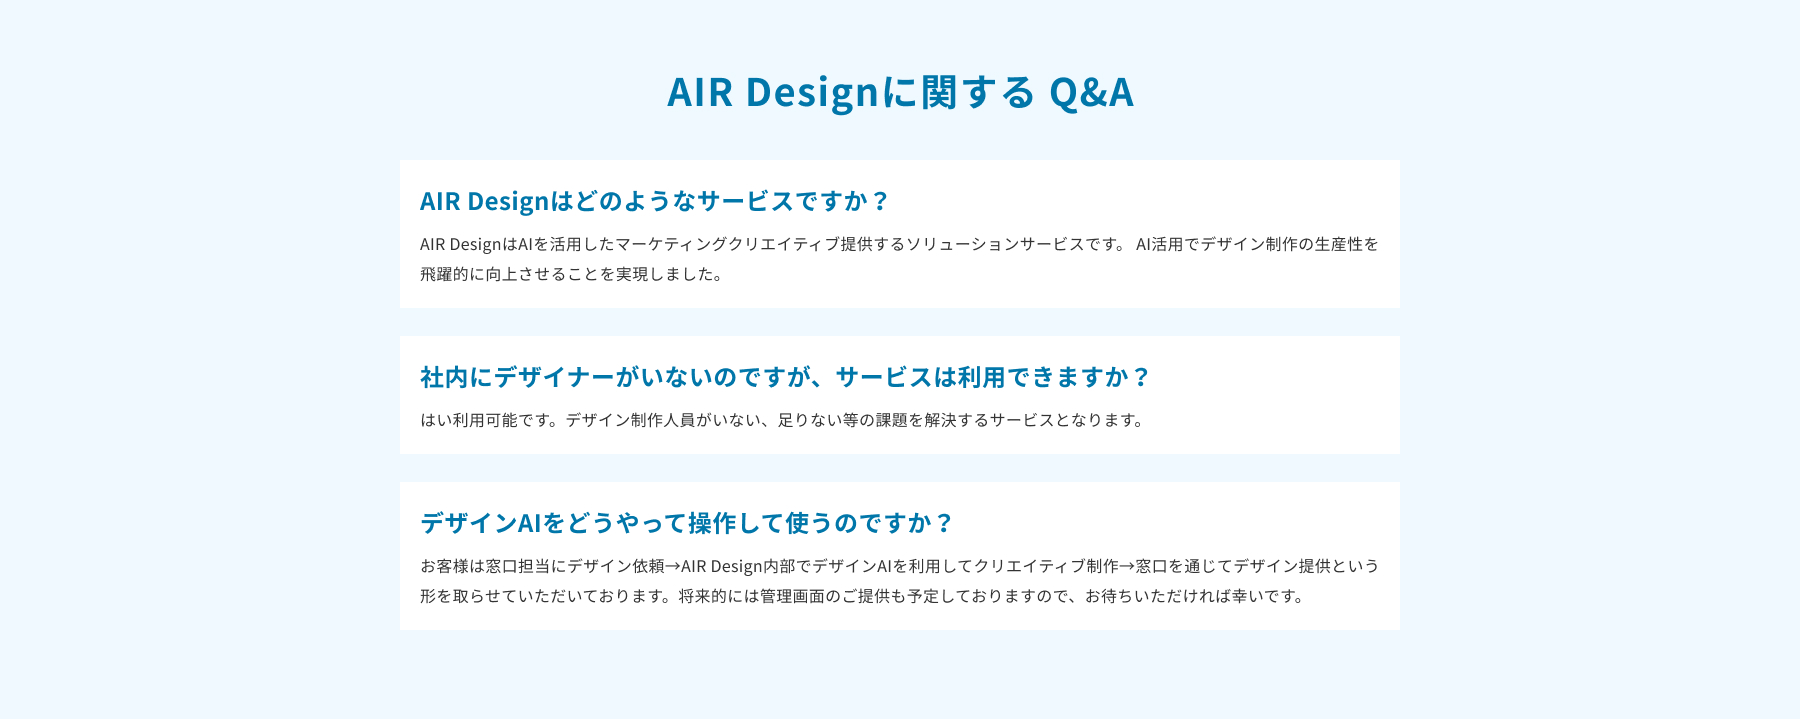 AIR Designに関する Q&A
AIR Designはどのようなサービスですか？
AIR DesignはAIを活用したマーケティングクリエイティブ提供するソリューションサービスです。 AI活用でデザイン制作の生産性を
飛躍的に向上させることを実現しました。
社内にデザイナーがいないのですが、サービスは利用できますか？
はい利用可能です。デザイン制作人員がいない、足りない等の課題を解決するサービスとなります。
デザインAIをどうやって操作して使うのですか？
お客様は窓口担当にデザイン依頼→AIR Design内部でデザインAIを利用してクリエイティブ制作→窓口を通じてデザイン提供という
形を取らせていただいております。将来的には管理画面のご提供も予定しておりますので、お待ちいただければ幸いです。